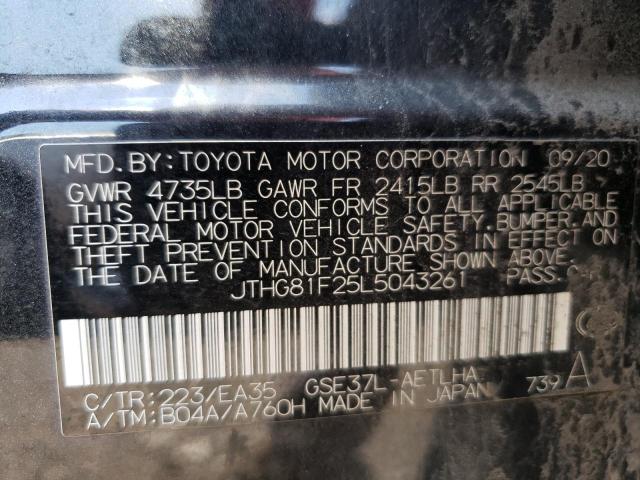 MFD. BY: TOYOTA MOTOR CORPORATION 09/20
GVWR 4735LB GAWR FR 2415LB RR 2545LB
THIS VEHICLE CONFORMS TO ALL APPLICABLE
FEDERAL MOTOR VEHICLE SAFETY, BUMPER, AND
THEFT PREVENTION STANDARDS IN EFFECT ON
THE DATE OF MANUFACTURE SHOWN ABOVE.
JTHG81F25L5043261 PASS.
C/TR: 223/EA35 GSE37L-AETLHA
A/TM: B04A/A760H MADE IN JAPAN 739 A